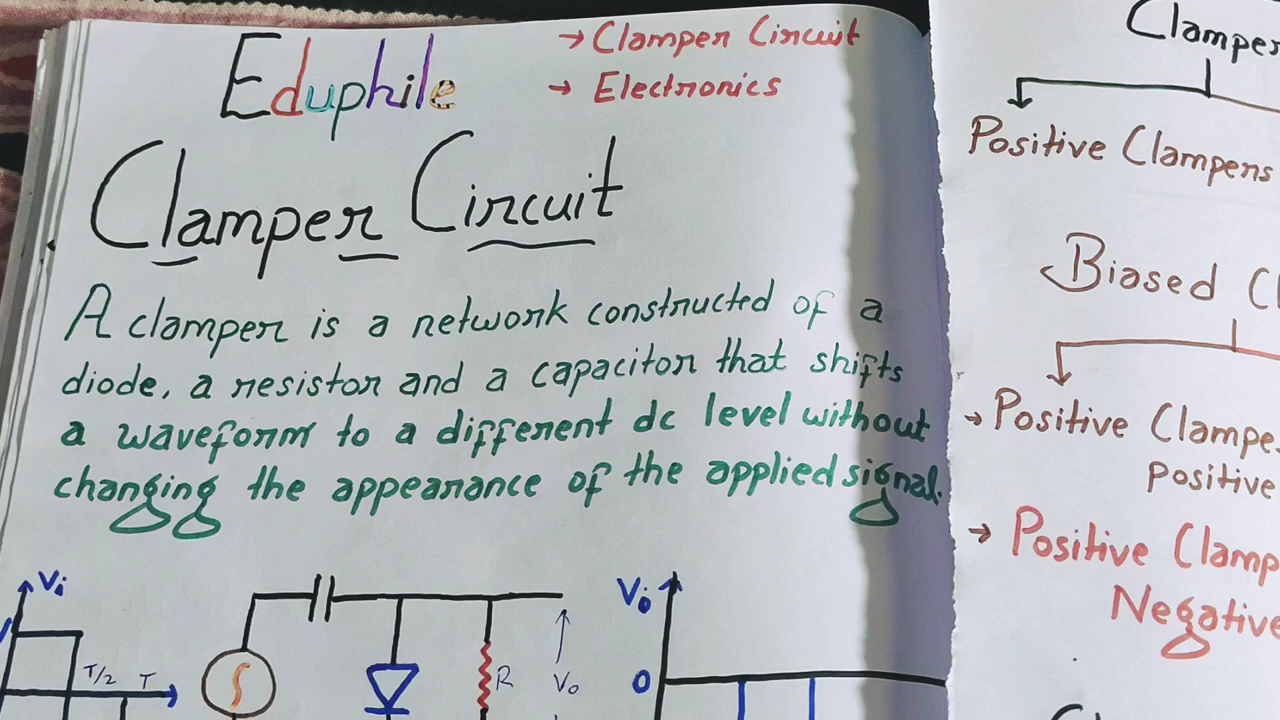 Eduphile
→ Clamper Circuit
→ Electronics
Clamper Circuit
A clamper is a network constructed of a
diode, a resistor and a capacitor that shifts
a waveform to a different dc level without
changing the appearance of the applied signal.
Vi
V
T/2
T
R
Vo
Vo
0
Clamper
Positive Clampers
Biased Cl
→ Positive Clampe
positive
→ Positive Clamp
Negative